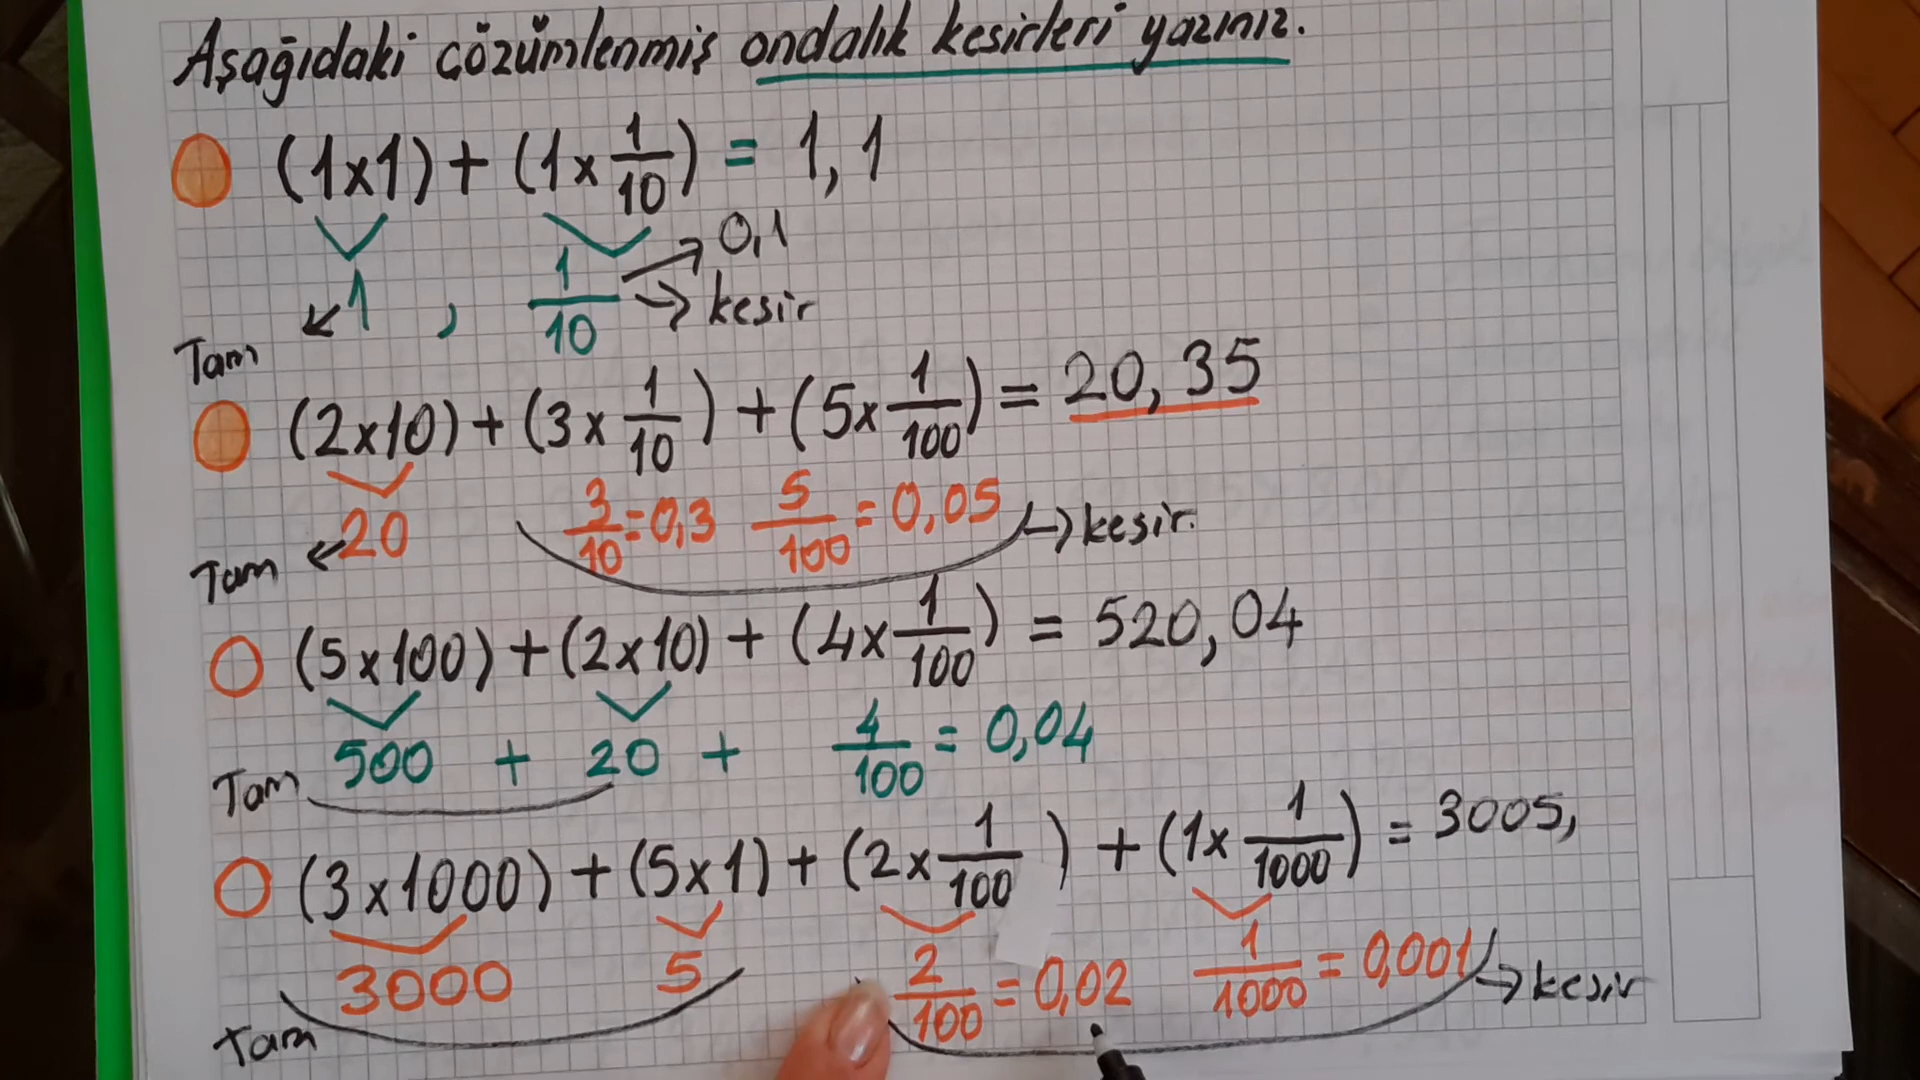 Aşağıdaki çözümlenmiş ondalık kesirleri yazınız.
(1x1) + (1x 1/10) = 1,1
1 , 1/10 → 0,1
→ kesir
Tam
(2x10) + (3x 1/10) + (5x 1/100) = 20,35
20 3/10 = 0,3 5/100 = 0,05 → kesir.
Tam
(5x100) + (2x10) + (4x 1/100) = 520,04
Tam 500 + 20 + 4/100 = 0,04
(3x1000) + (5x1) + (2x 1/100) + (1x 1/1000) = 3005,
3000 5 2/100 = 0,02 1/1000 = 0,001 → kesir
Tam